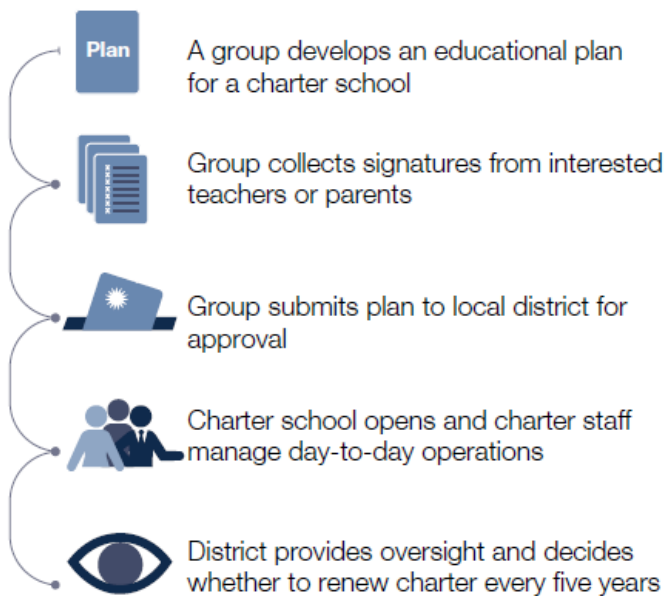 Plan
A group develops an educational plan
for a charter school
Group collects signatures from interested
teachers or parents
Group submits plan to local district for
approval
Charter school opens and charter staff
manage day-to-day operations
District provides oversight and decides
whether to renew charter every five years